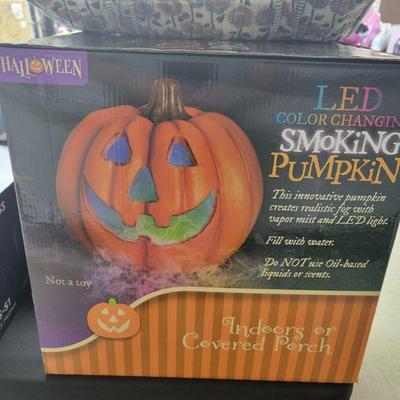 HALLOWEEN
LED
COLOR CHANGIN
SMOKING
PUMPKIN
This innovative pumpkin
creates realistic fog with
vapor mist and LED light.
Fill with water.
Do NOT use Oil-based
liquids or scents.
Not a toy
Indoors or
Covered Porch